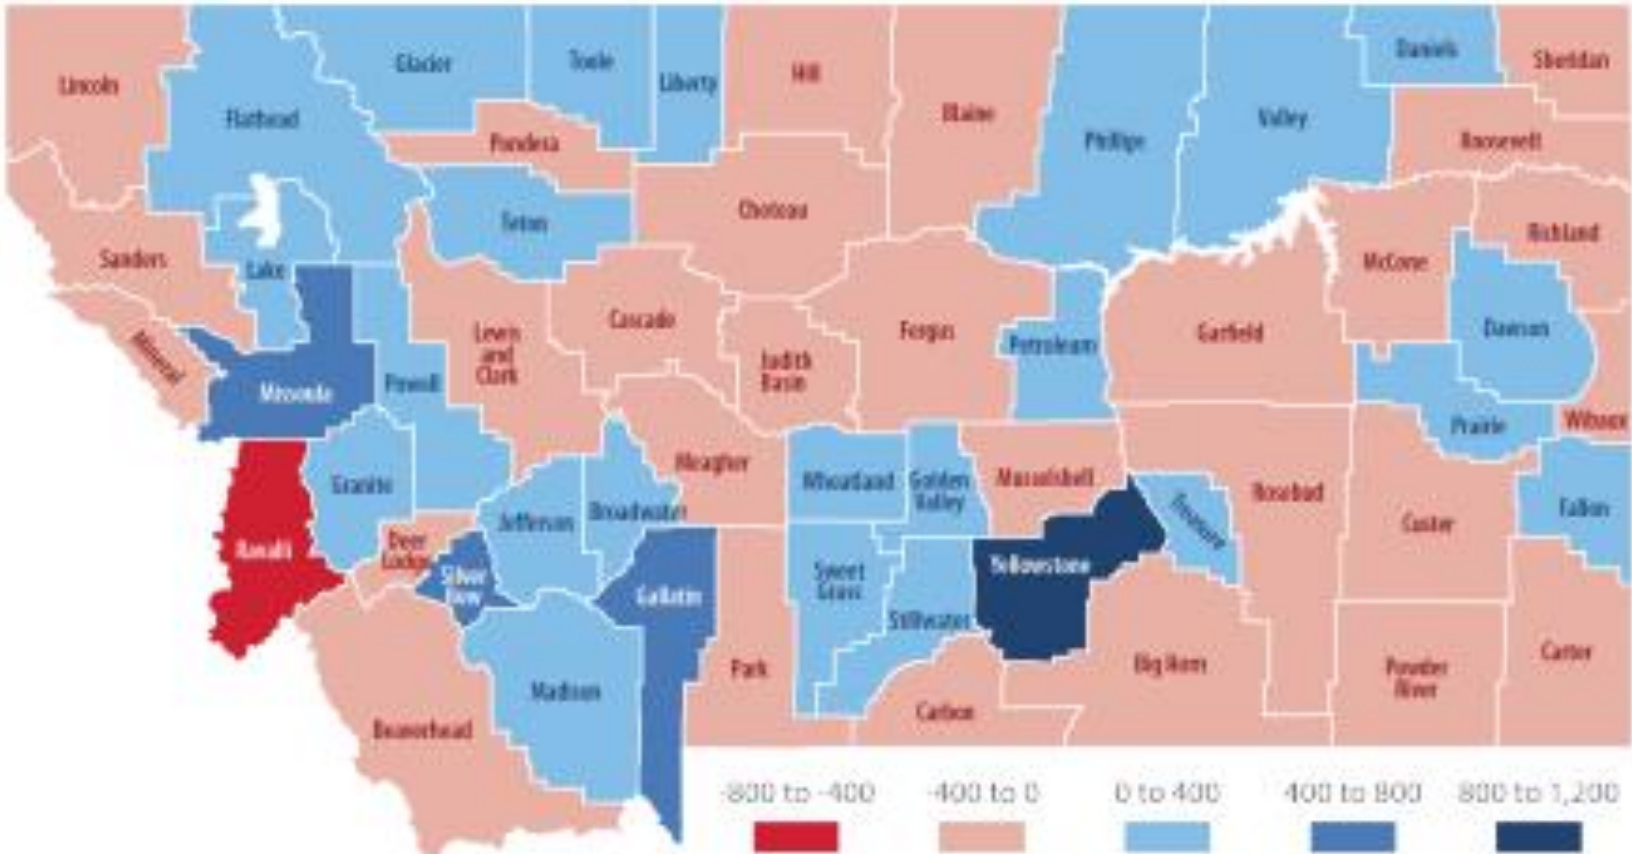 Lincoln
Flathead
Glacier
Toole
Liberty
Hill
Blaine
Phillips
Valley
Daniels
Sheridan
Roosevelt
Pondera
Teton
Choteau
Sanders
Lake
McCone
Richland
Mineral
Missoula
Powell
Lewis
and
Clark
Cascade
Judith
Basin
Fergus
Petroleum
Garfield
Dawson
Prairie
Wibaux
Ravalli
Granite
Deer
Lodge
Silver
Bow
Jefferson
Broadwater
Meagher
Wheatland
Golden
Valley
Musselshell
Treasure
Rosebud
Custer
Fallon
Gallatin
Sweet
Grass
Stillwater
Yellowstone
Beaverhead
Madison
Park
Carbon
Big Horn
Powder
River
Carter
-800 to -400
-400 to 0
0 to 400
400 to 800
800 to 1,200